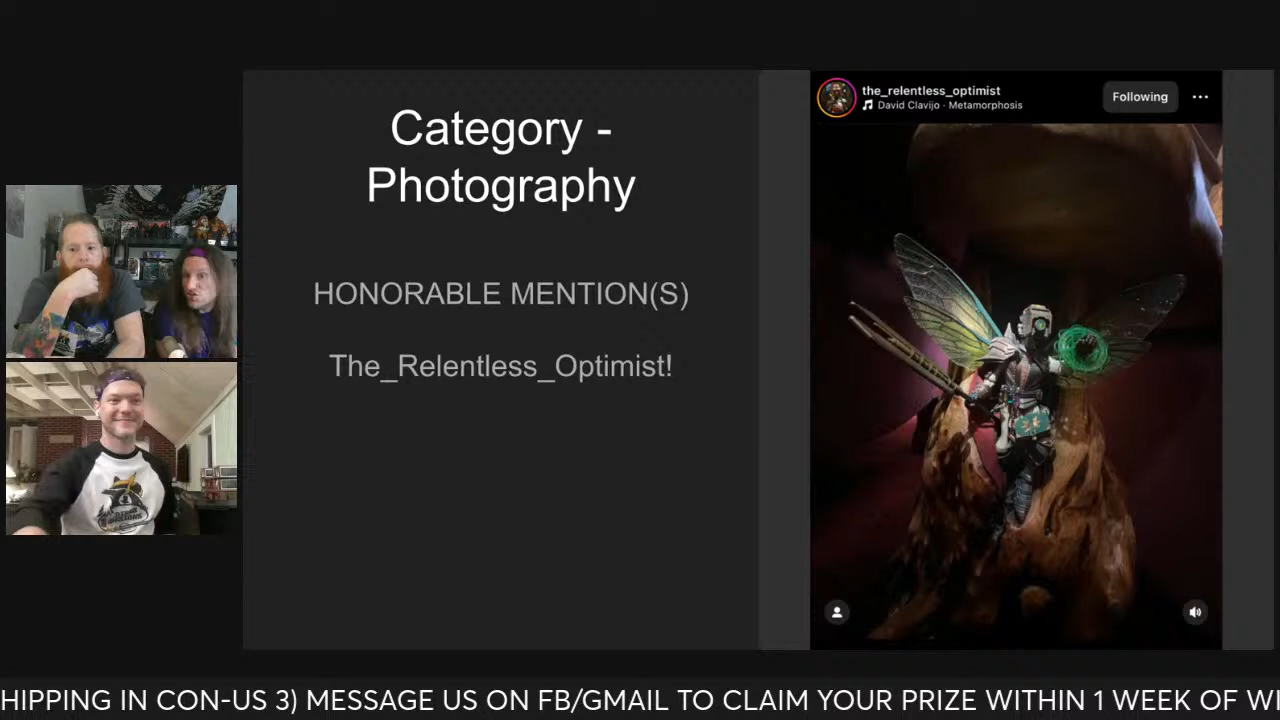 Category -
Photography
HONORABLE MENTION(S)
The_Relentless_Optimist!
the_relentless_optimist
David Clavijo · Metamorphosis
Following
HIPPING IN CON-US 3) MESSAGE US ON FB/GMAIL TO CLAIM YOUR PRIZE WITHIN 1 WEEK OF WI